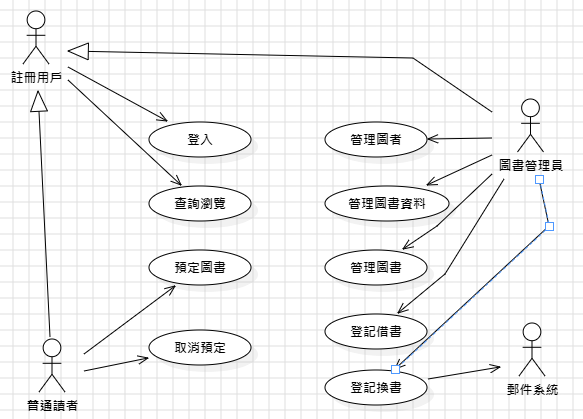 註冊用戶
登入
管理圖者
圖書管理員
查詢瀏覽
管理圖書資料
預定圖書
管理圖書
登記借書
取消預定
登記換書
普通讀者
郵件系統